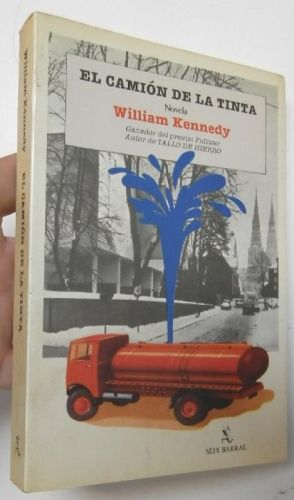 EL CAMIÓN DE LA TINTA
Novela
William Kennedy
Ganador del premio Pulitzer
Autor de TALLO DE HIERRO
SEIX BARRAL
William Kennedy EL CAMIÓN DE LA TINTA